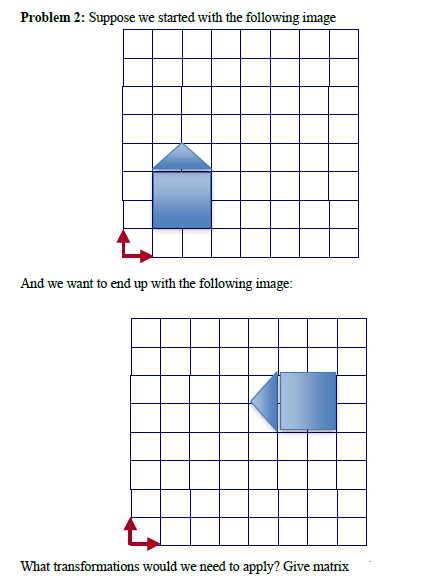 Problem 2: Suppose we started with the following image
And we want to end up with the following image:
What transformations would we need to apply? Give matrix